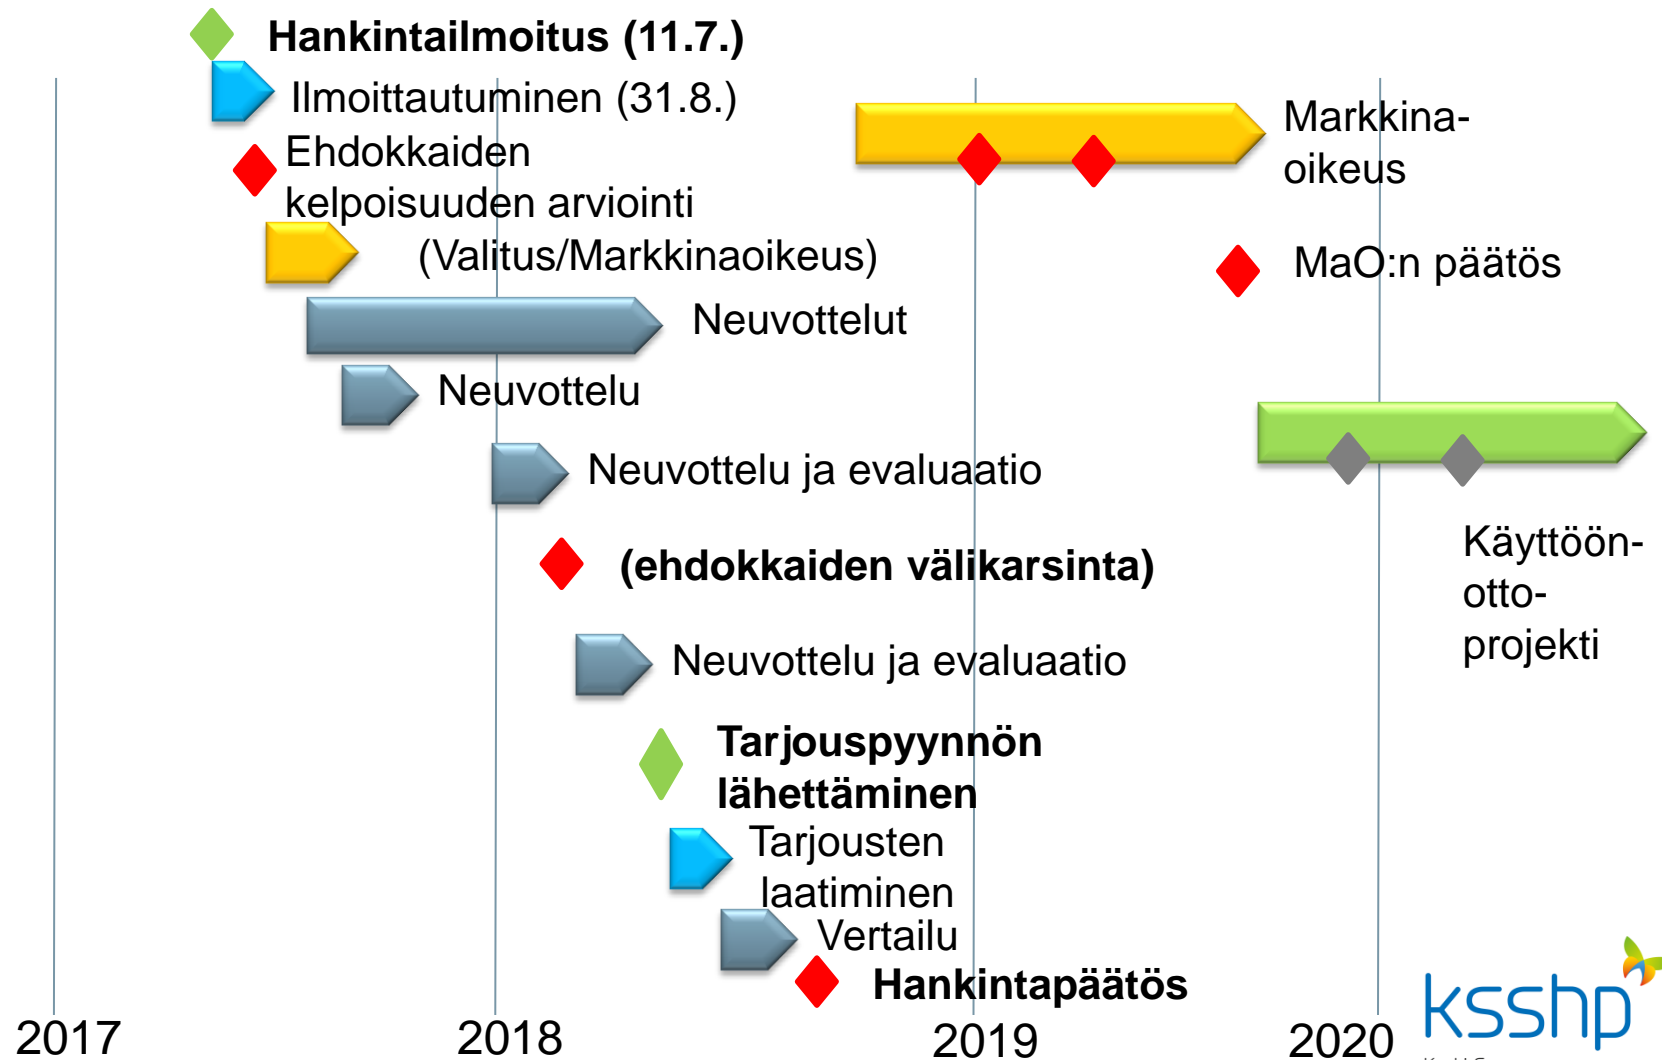 Hankintailmoitus (11.7.)
Ilmoittautuminen (31.8.)
Ehdokkaiden
kelpoisuuden arviointi
(Valitus/Markkinaoikeus)
Neuvottelut
Neuvottelu
Neuvottelu ja evaluaatio
(ehdokkaiden välikarsinta)
Neuvottelu ja evaluaatio
Tarjouspyynnön
lähettäminen
Tarjousten
laatiminen
Vertailu
Hankintapäätös
Markkina-
oikeus
MaO:n päätös
Käyttöön-
otto-
projekti
2017
2018
2019
2020
ksshp